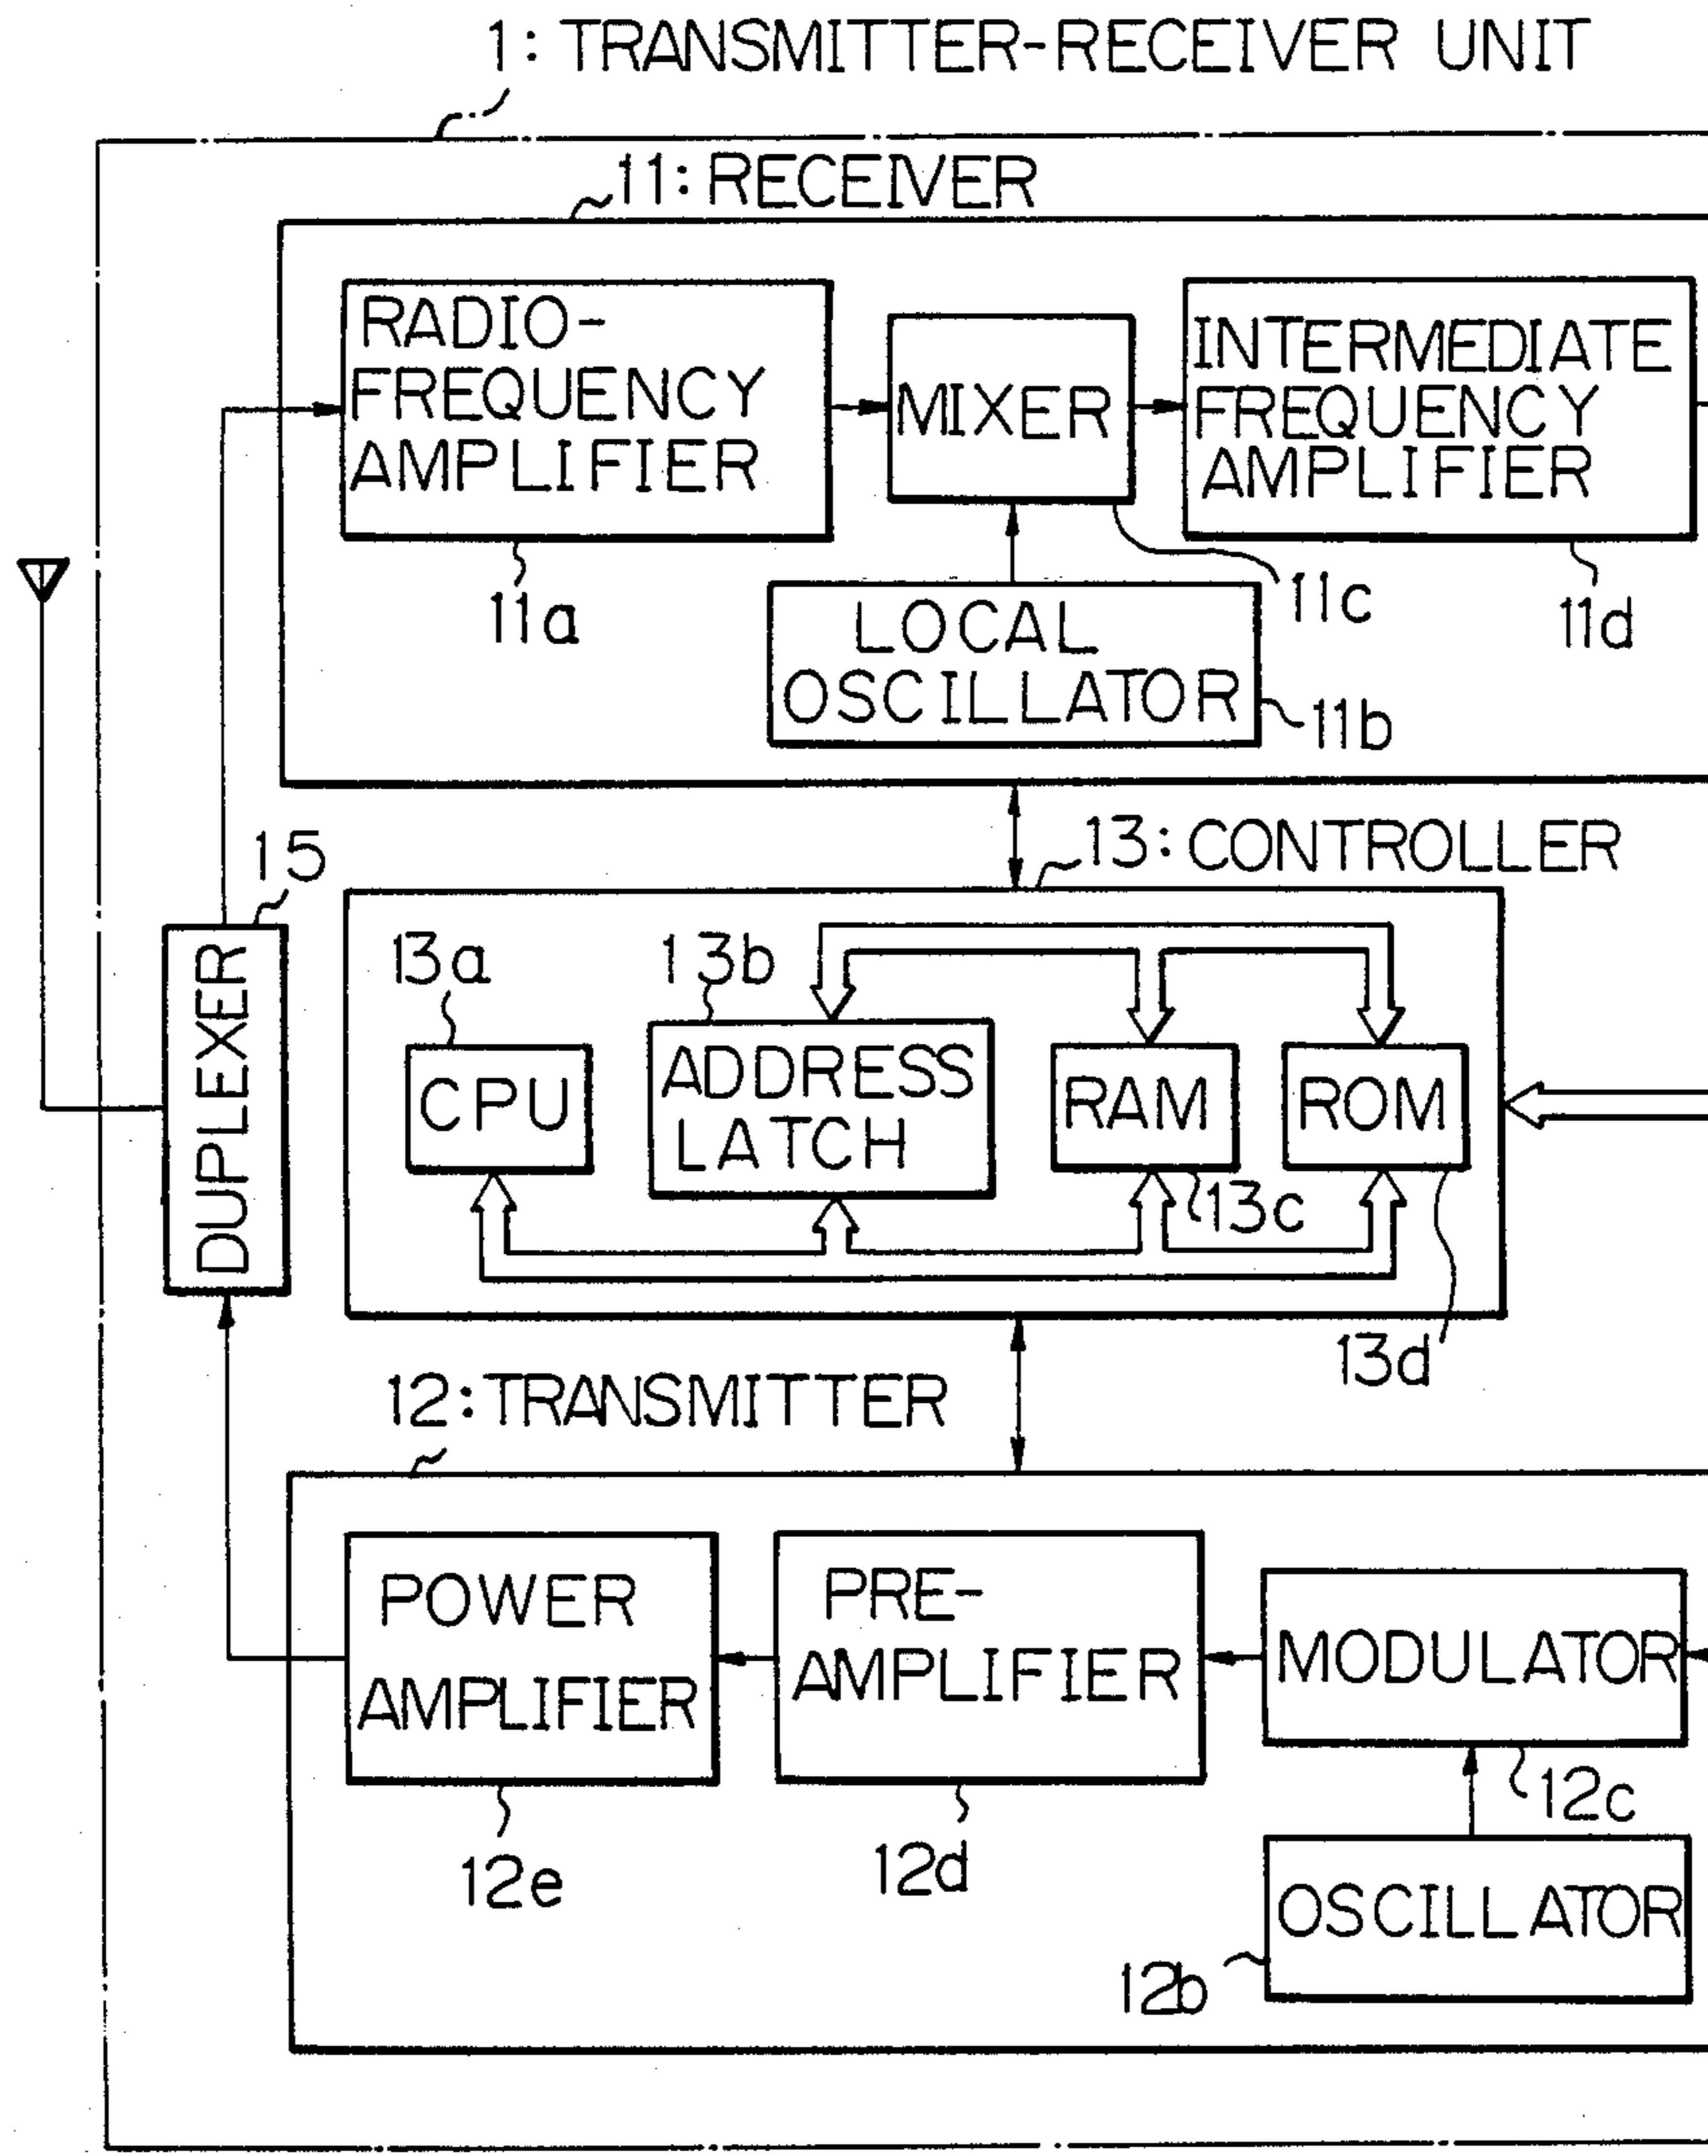 1: TRANSMITTER-RECEIVER UNIT
11: RECEIVER
RADIO-
FREQUENCY
AMPLIFIER
MIXER
INTERMEDIATE
FREQUENCY
AMPLIFIER
11a
11c
11d
LOCAL
OSCILLATOR
11b
15
DUPLEXER
13: CONTROLLER
13a
13b
CPU
ADDRESS
LATCH
RAM
ROM
13c
13d
12: TRANSMITTER
POWER
AMPLIFIER
PRE-
AMPLIFIER
MODULATOR
12e
12d
12c
OSCILLATOR
12b